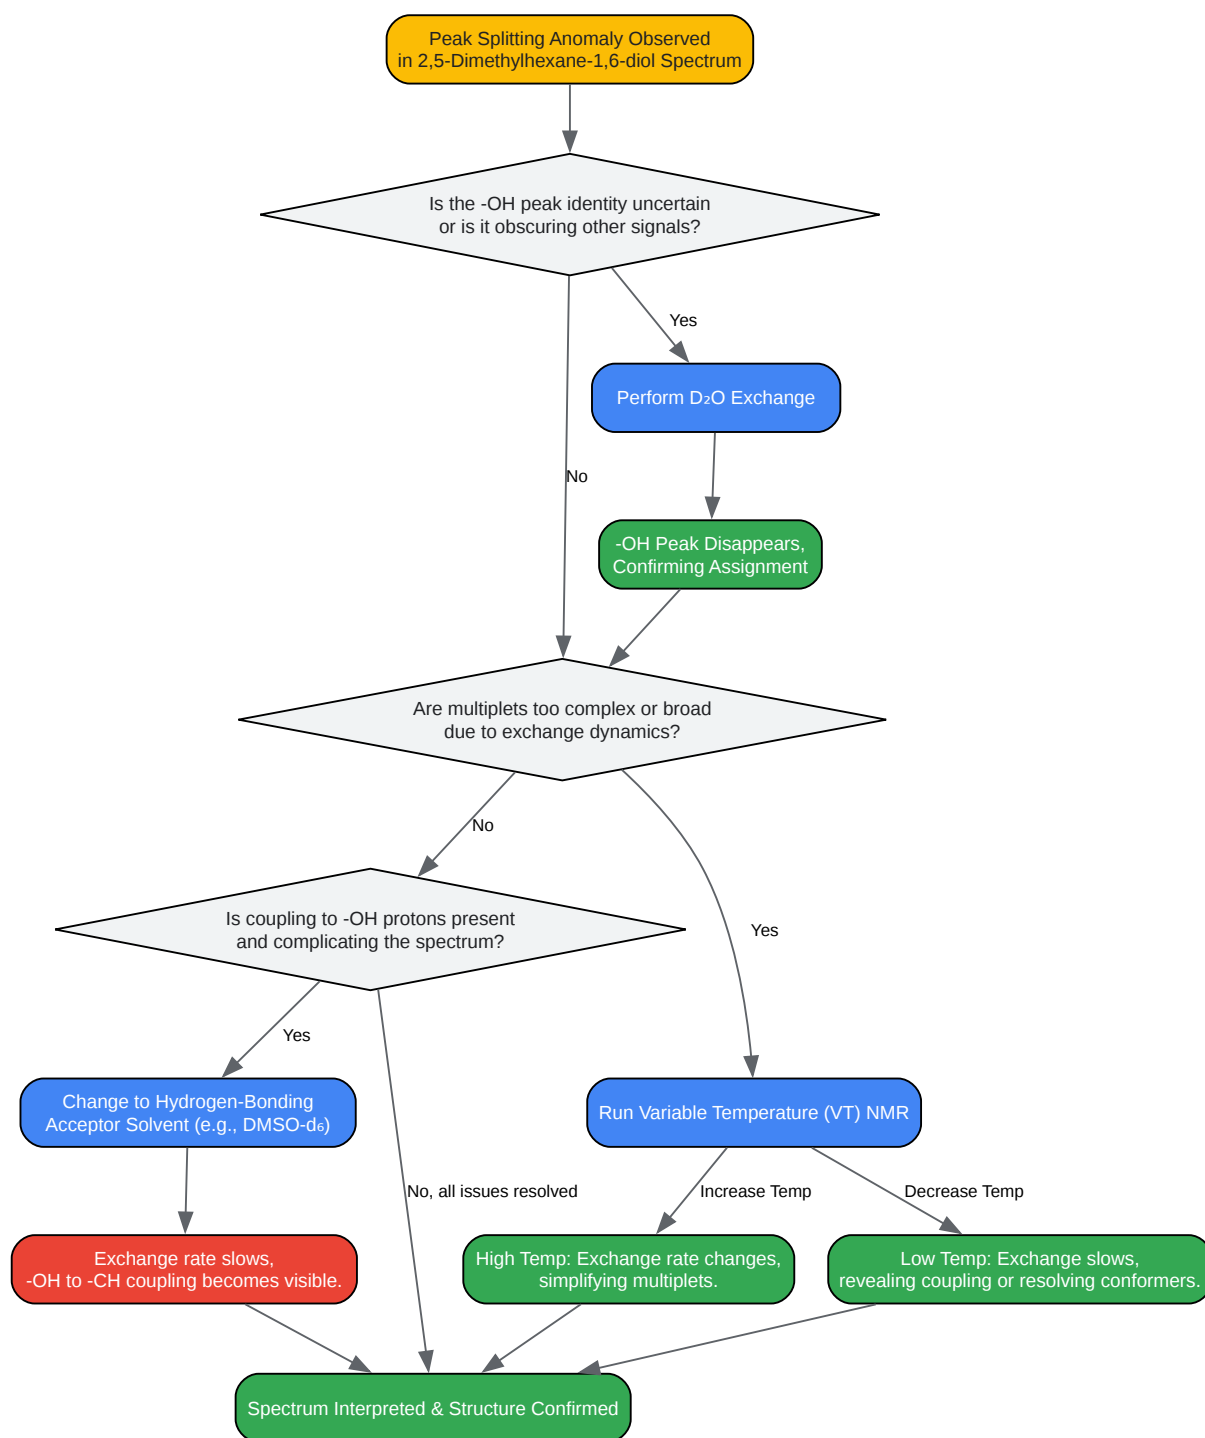 Peak Splitting Anomaly Observed
in 2,5-Dimethylhexane-1,6-diol Spectrum
Is the -OH peak identity uncertain
or is it obscuring other signals?
Yes
Perform D₂O Exchange
No
-OH Peak Disappears,
Confirming Assignment
Are multiplets too complex or broad
due to exchange dynamics?
No
Is coupling to -OH protons present
and complicating the spectrum?
Yes
Yes
Change to Hydrogen-Bonding
Acceptor Solvent (e.g., DMSO-d₆)
Run Variable Temperature (VT) NMR
No, all issues resolved
Increase Temp
Decrease Temp
Exchange rate slows,
-OH to -CH coupling becomes visible.
High Temp: Exchange rate changes,
simplifying multiplets.
Low Temp: Exchange slows,
revealing coupling or resolving conformers.
Spectrum Interpreted & Structure Confirmed